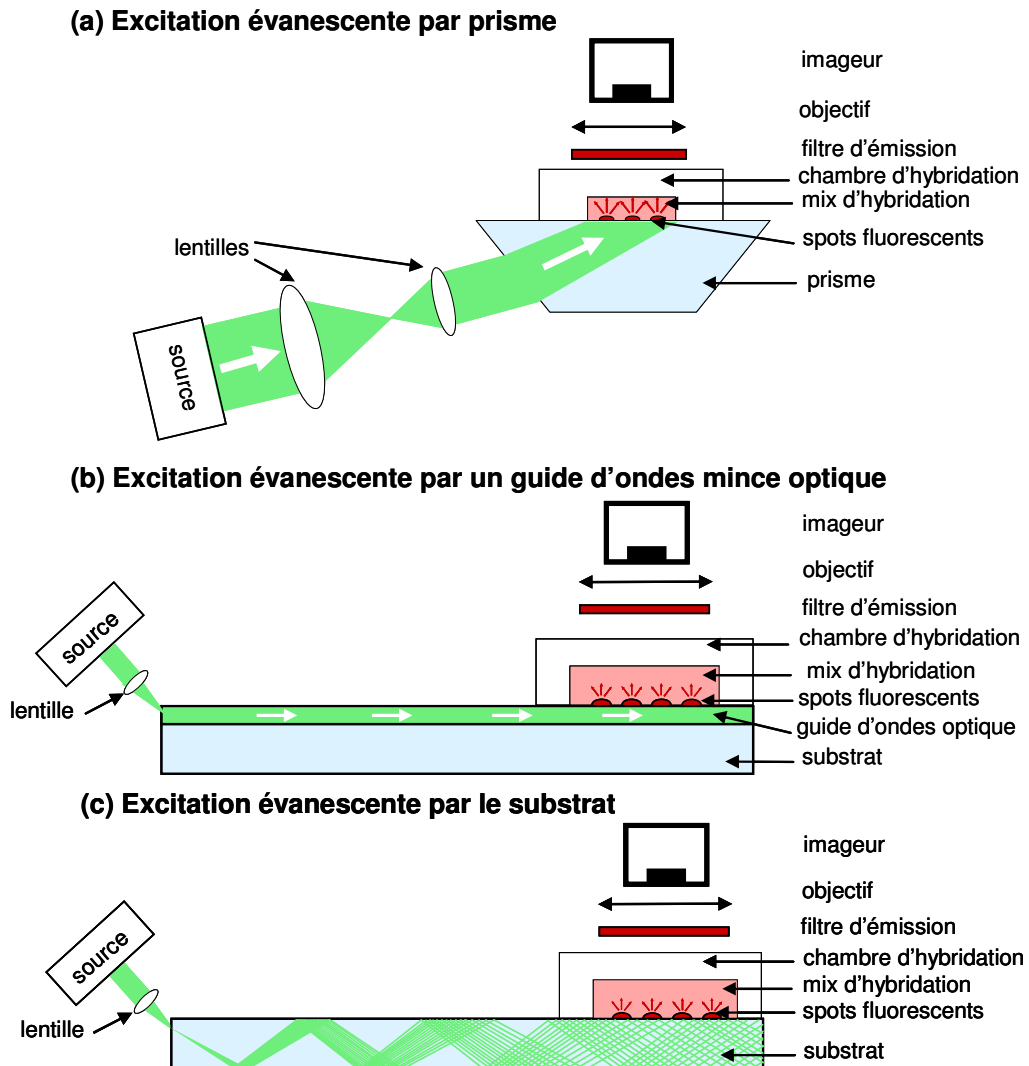 (a) Excitation évanescente par prisme
imageur
objectif
filtre d'émission
chambre d'hybridation
mix d'hybridation
spots fluorescents
lentilles
prisme
source
(b) Excitation évanescente par un guide d'ondes mince optique
imageur
objectif
filtre d'émission
source
chambre d'hybridation
mix d'hybridation
spots fluorescents
lentille
guide d'ondes optique
substrat
(c) Excitation évanescente par le substrat
imageur
objectif
filtre d'émission
source
chambre d'hybridation
mix d'hybridation
spots fluorescents
lentille
substrat